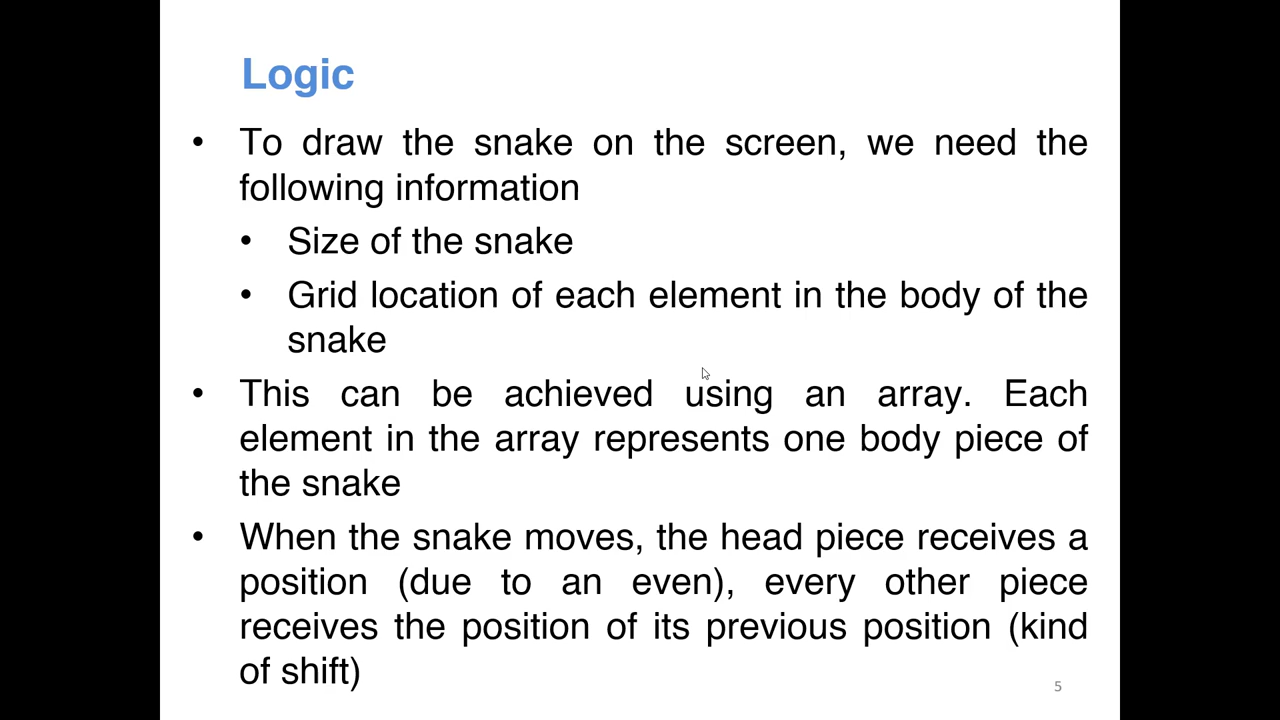 Logic
• To draw the snake on the screen, we need the
following information
• Size of the snake
• Grid location of each element in the body of the
snake
• This can be achieved using an array. Each
element in the array represents one body piece of
the snake
• When the snake moves, the head piece receives a
position (due to an even), every other piece
receives the position of its previous position (kind
of shift)
5